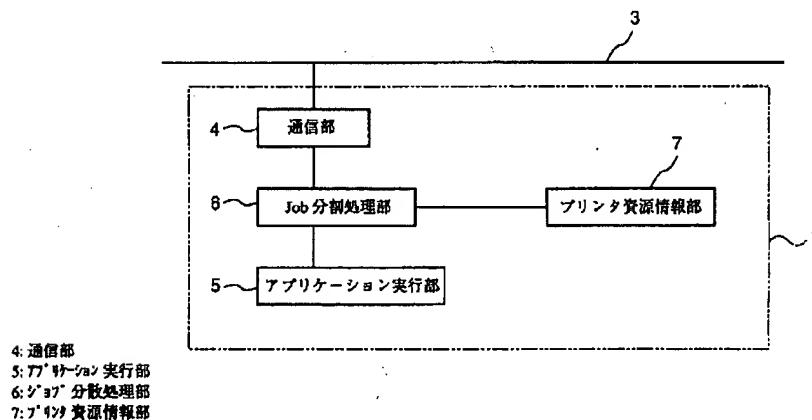 3
4
通信部
7
6
Job 分割処理部
プリンタ資源情報部
5
アプリケーション実行部
4: 通信部
5: アプリケーション 実行部
6: ジョブ 分散処理部
7: プリンタ 資源情報部